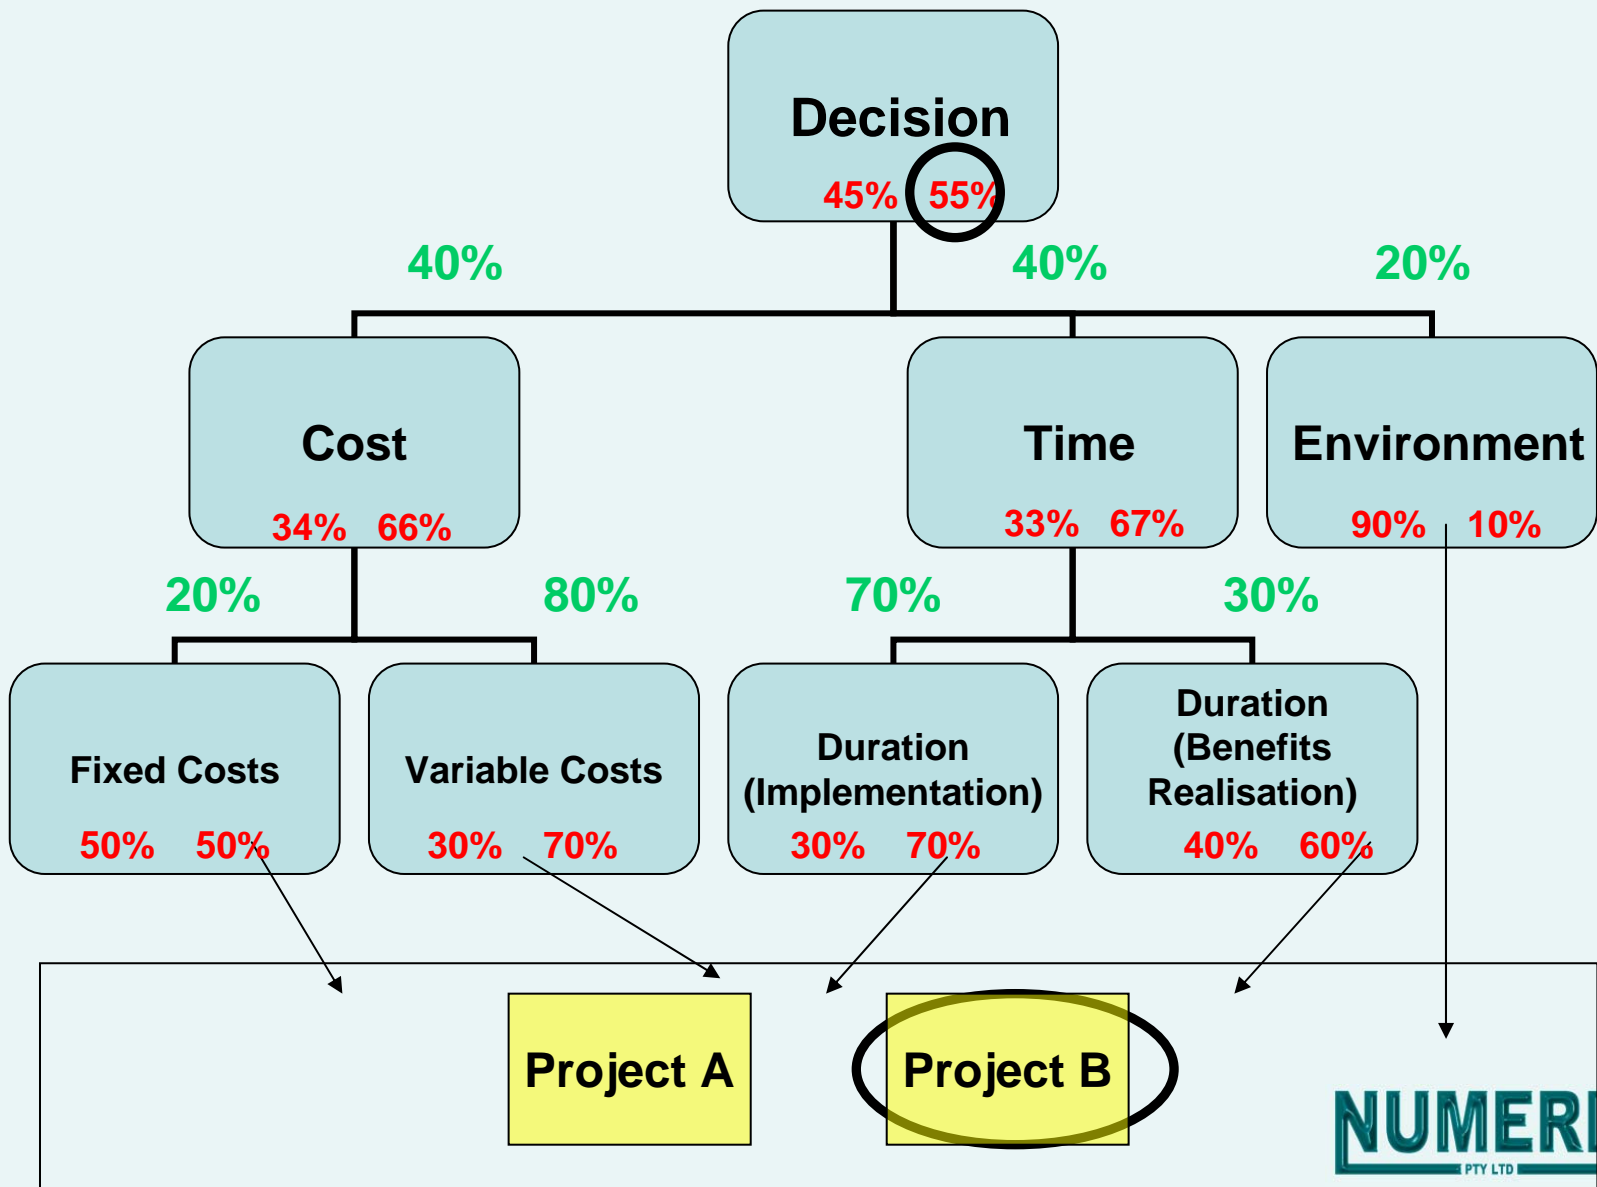 Decision
45% 55%
40% 40% 20%
Cost
34% 66%
Time
33% 67%
Environment
90% 10%
20% 80% 70% 30%
Fixed Costs
50% 50%
Variable Costs
30% 70%
Duration
(Implementation)
30% 70%
Duration
(Benefits
Realisation)
40% 60%
Project A
Project B
PTY LTD